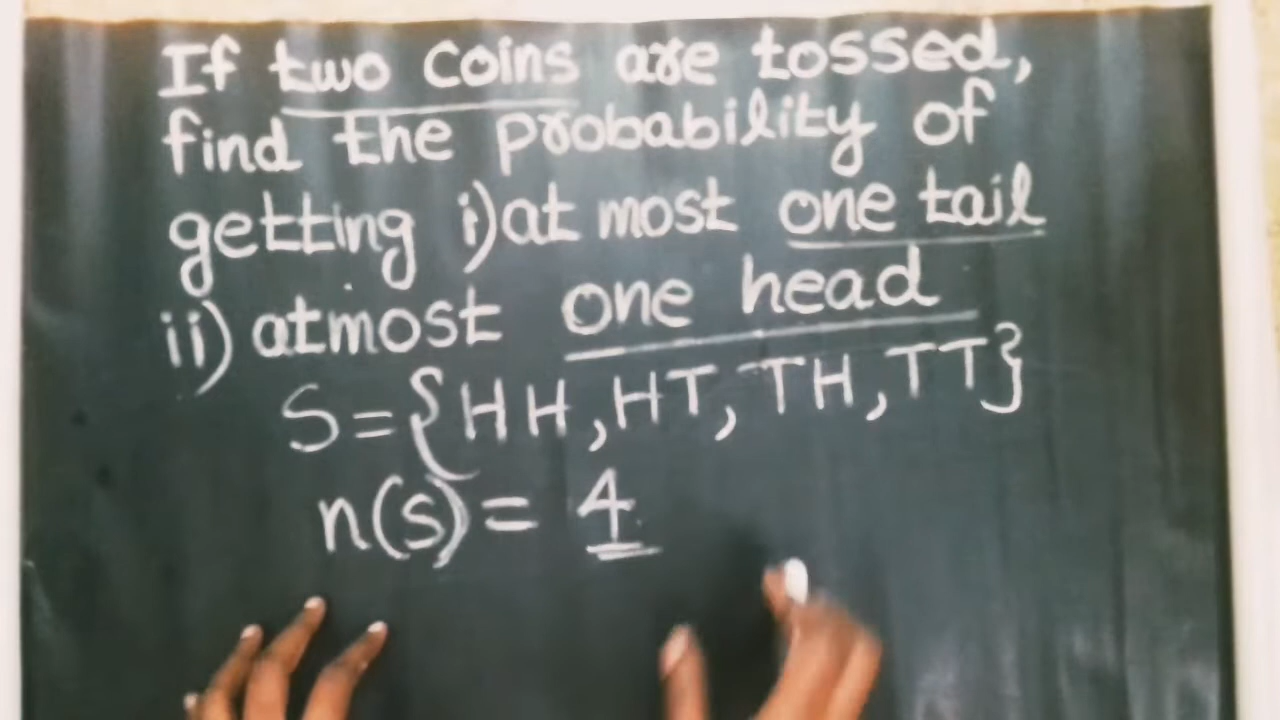 If two coins are tossed,
find the probability of
getting i) at most one tail
ii) atmost one head
S = {HH, HT, TH, TT}
n(s) = 4